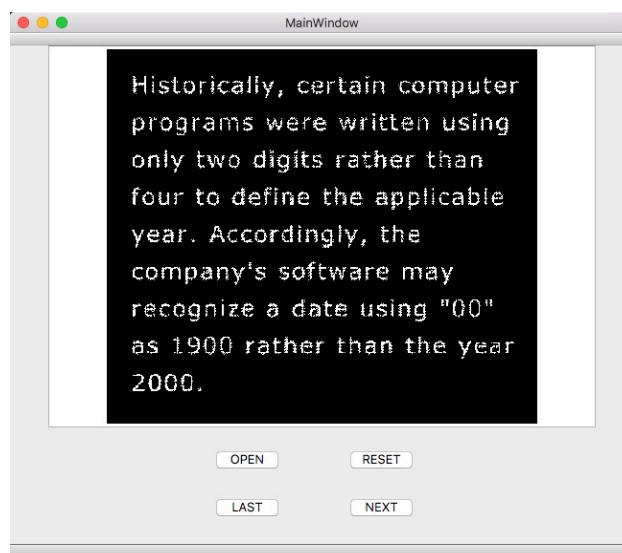 MainWindow
Historically, certain computer
programs were written using
only two digits rather than
four to define the applicable
year. Accordingly, the
company's software may
recognize a date using "00"
as 1900 rather than the year
2000.
OPEN RESET
LAST NEXT